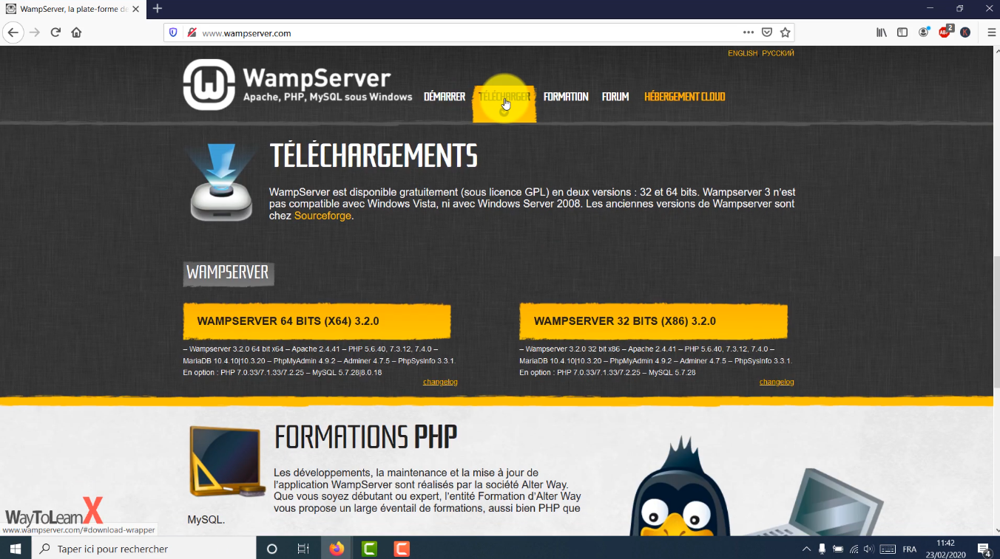 WampServer, la plate-forme de
www.wampserver.com
ABP
2
K
ENGLISH РУССКИЙ
WampServer
Apache, PHP, MySQL sous Windows
DÉMARRER TÉLÉCHARGER FORMATION FORUM HÉBERGEMENT CLOUD
TÉLÉCHARGEMENTS
WampServer est disponible gratuitement (sous licence GPL) en deux versions : 32 et 64 bits. Wampserver 3 n'est
pas compatible avec Windows Vista, ni avec Windows Server 2008. Les anciennes versions de Wampserver sont
chez Sourceforge.
WAMPSERVER
WAMPSERVER 64 BITS (X64) 3.2.0
– Wampserver 3.2.0 64 bit x64 – Apache 2.4.41 – PHP 5.6.40, 7.3.12, 7.4.0 –
MariaDB 10.4.10|10.3.20 – PhpMyAdmin 4.9.2 – Adminer 4.7.5 – PhpSysInfo 3.3.1.
En option : PHP 7.0.33/7.1.33/7.2.25 – MySQL 5.7.28|8.0.18
changelog
WAMPSERVER 32 BITS (X86) 3.2.0
– Wampserver 3.2.0 32 bit x86 – Apache 2.4.41 – PHP 5.6.40, 7.3.12, 7.4.0 –
MariaDB 10.4.10|10.3.20 – PhpMyAdmin 4.9.2 – Adminer 4.7.5 – PhpSysInfo 3.3.1.
En option : PHP 7.0.33/7.1.33/7.2.25 – MySQL 5.7.28
changelog
FORMATIONS PHP
Les développements, la maintenance et la mise à jour de
l'application WampServer sont réalisés par la société Alter Way.
Que vous soyez débutant ou expert, l'entité Formation d'Alter Way
vous propose un large éventail de formations, aussi bien PHP que
MySQL.
WayToLearnX
www.wampserver.com/#download-wrapper
Taper ici pour rechercher
FRA
11:42
23/02/2020
4